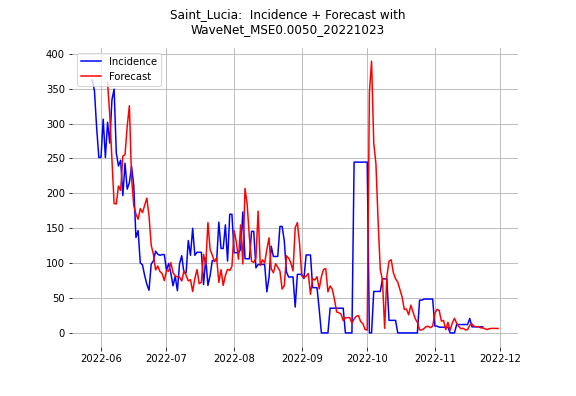 Saint_Lucia:  Incidence + Forecast with
WaveNet_MSE0.0050_20221023
Incidence
Forecast
400
350
300
250
200
150
100
50
0
2022-06 2022-07 2022-08 2022-09 2022-10 2022-11 2022-12